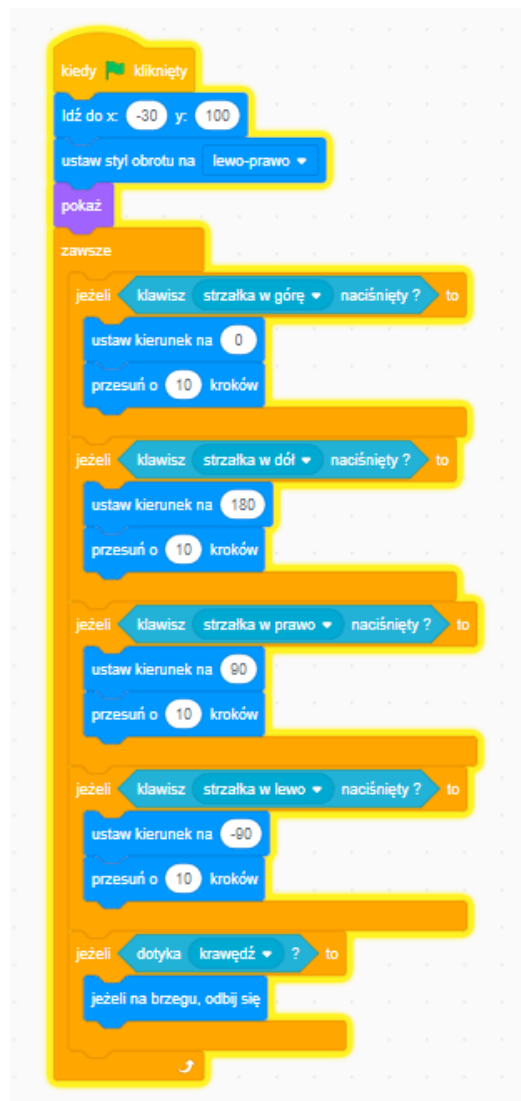 kiedy kliknięty
Idź do x: -30 y: 100
ustaw styl obrotu na lewo-prawo
pokaż
zawsze
jeżeli klawisz strzałka w górę naciśnięty ? to
ustaw kierunek na 0
przesuń o 10 kroków
jeżeli klawisz strzałka w dół naciśnięty ? to
ustaw kierunek na 180
przesuń o 10 kroków
jeżeli klawisz strzałka w prawo naciśnięty ? to
ustaw kierunek na 90
przesuń o 10 kroków
jeżeli klawisz strzałka w lewo naciśnięty ? to
ustaw kierunek na -90
przesuń o 10 kroków
jeżeli dotyka krawędź ? to
jeżeli na brzegu, odbij się